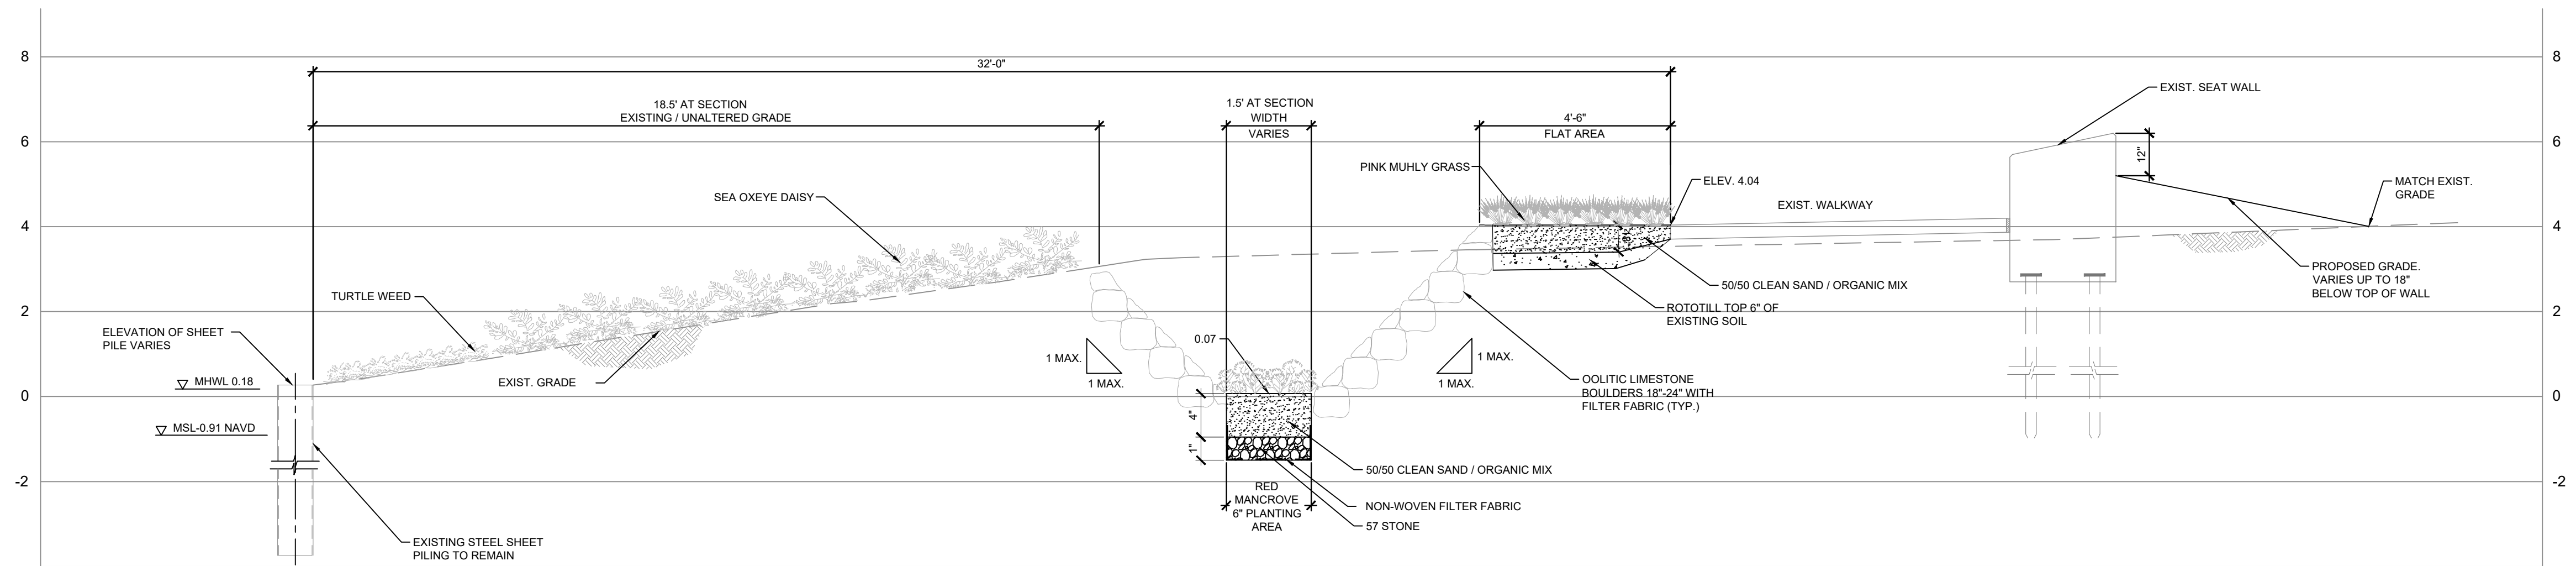 8
8
32'-0"
EXIST. SEAT WALL
18.5' AT SECTION
EXISTING / UNALTERED GRADE
1.5' AT SECTION
WIDTH
VARIES
4'-6"
FLAT AREA
6
6
12"
PINK MUHLY GRASS
ELEV. 4.04
MATCH EXIST.
GRADE
SEA OXEYE DAISY
EXIST. WALKWAY
4
4
PROPOSED GRADE.
VARIES UP TO 18"
BELOW TOP OF WALL
50/50 CLEAN SAND / ORGANIC MIX
TURTLE WEED
ROTOTILL TOP 6" OF
EXISTING SOIL
2
2
ELEVATION OF SHEET
PILE VARIES
0.07
1 MAX.
1 MAX.
1 MAX.
1 MAX.
MHWL 0.18
EXIST. GRADE
OOLITIC LIMESTONE
BOULDERS 18"-24" WITH
FILTER FABRIC (TYP.)
0
0
4"
MSL-0.91 NAVD
1"
50/50 CLEAN SAND / ORGANIC MIX
-2
-2
RED
MANCROVE
6" PLANTING
AREA
NON-WOVEN FILTER FABRIC
57 STONE
EXISTING STEEL SHEET
PILING TO REMAIN